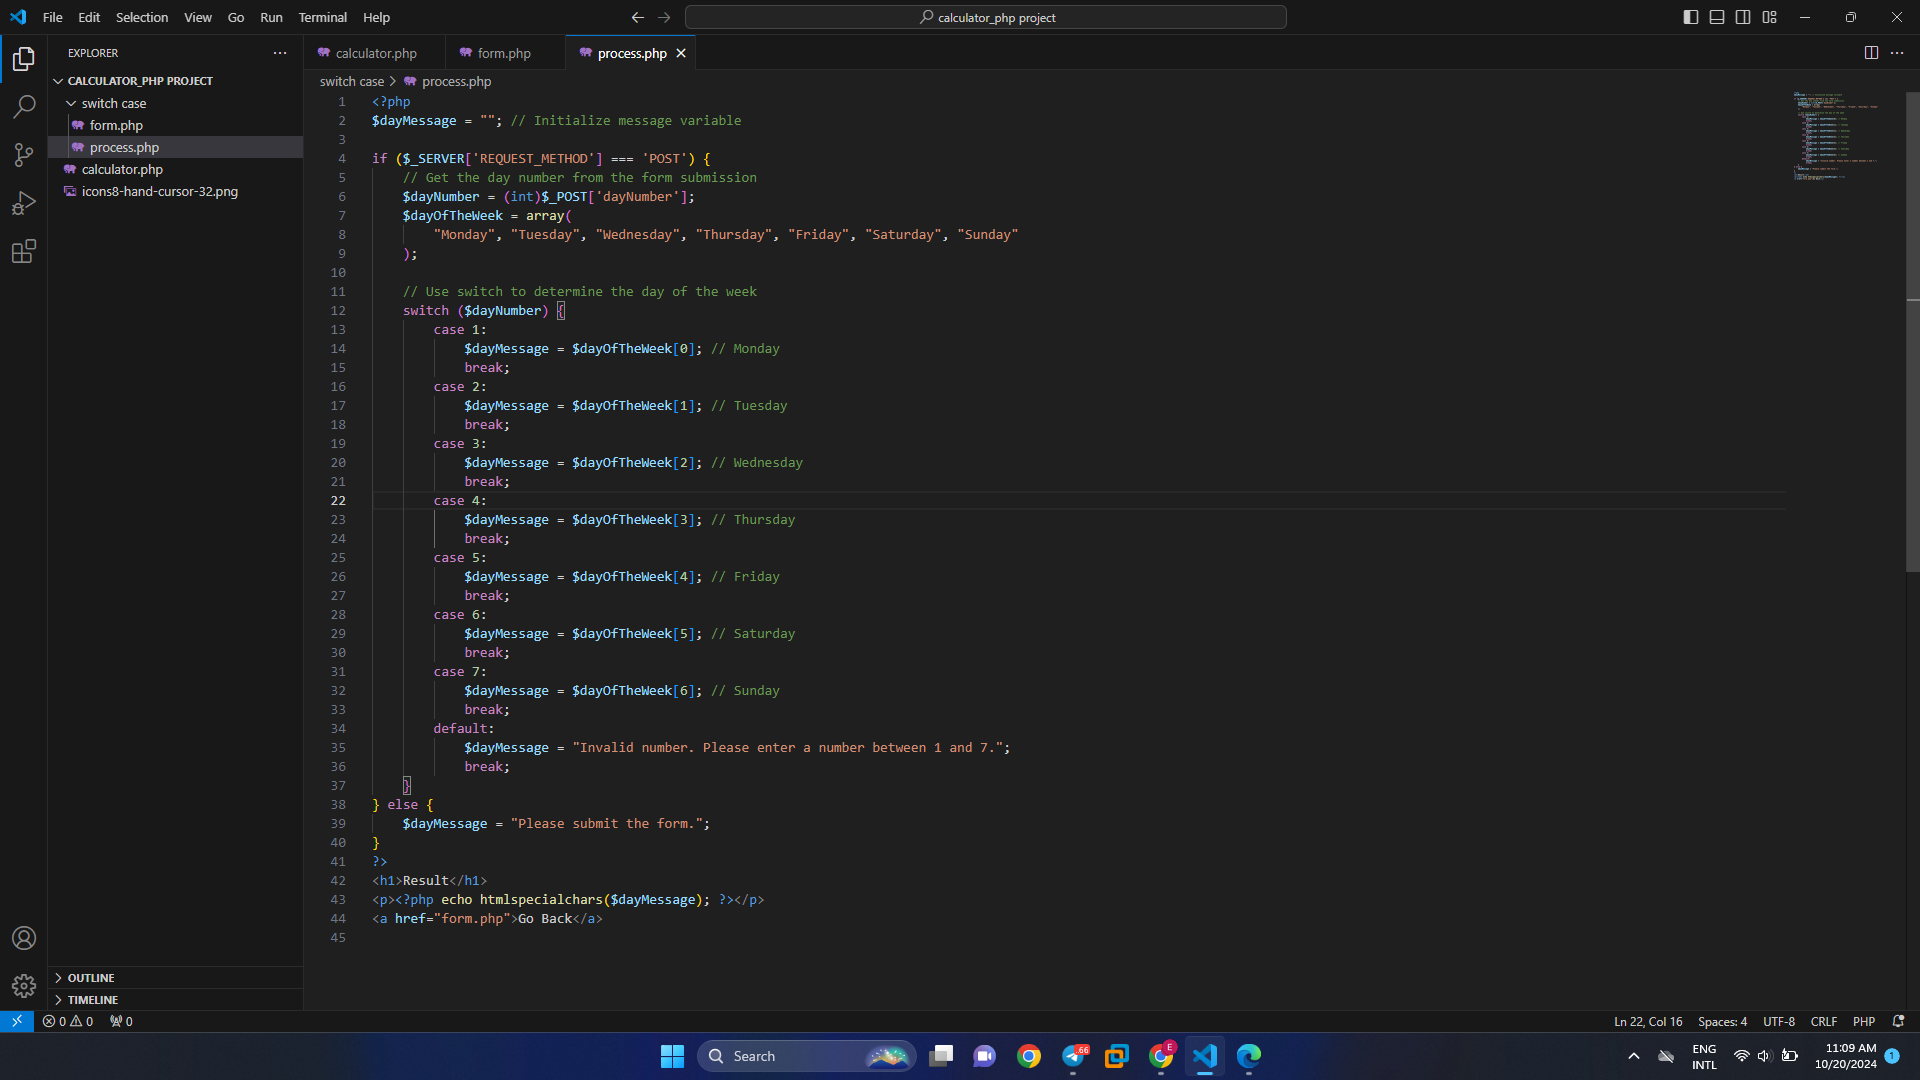 File Edit Selection View Go Run Terminal Help
calculator_php project
EXPLORER
calculator.php
form.php
process.php
CALCULATOR_PHP PROJECT
switch case
form.php
process.php
calculator.php
icons8-hand-cursor-32.png
switch case > process.php
1 <?php
2 $dayMessage = ""; // Initialize message variable
3
4 if ($_SERVER['REQUEST_METHOD'] === 'POST') {
5 // Get the day number from the form submission
6 $dayNumber = (int)$_POST['dayNumber'];
7 $dayOfTheWeek = array(
8 "Monday", "Tuesday", "Wednesday", "Thursday", "Friday", "Saturday", "Sunday"
9 );
10
11 // Use switch to determine the day of the week
12 switch ($dayNumber) {
13 case 1:
14 $dayMessage = $dayOfTheWeek[0]; // Monday
15 break;
16 case 2:
17 $dayMessage = $dayOfTheWeek[1]; // Tuesday
18 break;
19 case 3:
20 $dayMessage = $dayOfTheWeek[2]; // Wednesday
21 break;
22 case 4:
23 $dayMessage = $dayOfTheWeek[3]; // Thursday
24 break;
25 case 5:
26 $dayMessage = $dayOfTheWeek[4]; // Friday
27 break;
28 case 6:
29 $dayMessage = $dayOfTheWeek[5]; // Saturday
30 break;
31 case 7:
32 $dayMessage = $dayOfTheWeek[6]; // Sunday
33 break;
34 default:
35 $dayMessage = "Invalid number. Please enter a number between 1 and 7.";
36 break;
37 }
38 } else {
39 $dayMessage = "Please submit the form.";
40 }
41 ?>
42 <h1>Result</h1>
43 <p><?php echo htmlspecialchars($dayMessage); ?></p>
44 <a href="form.php">Go Back</a>
45
OUTLINE
TIMELINE
0 0 0
Ln 22, Col 16 Spaces: 4 UTF-8 CRLF PHP
Search
66
E
ENG
INTL
11:09 AM
10/20/2024
1